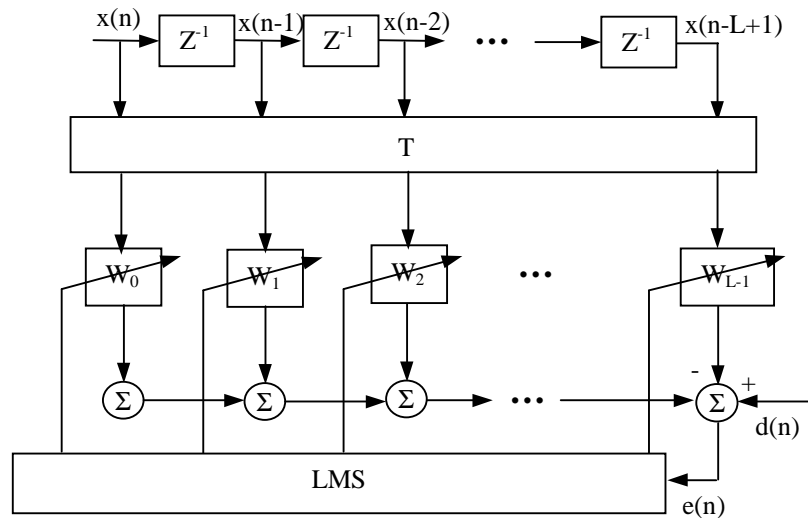 x(n) Z⁻¹ x(n-1) Z⁻¹ x(n-2) ••• Z⁻¹ x(n-L+1)
T
W₀ W₁ W₂ ••• W_{L-1}
- +
Σ Σ Σ ••• Σ
d(n)
LMS
e(n)